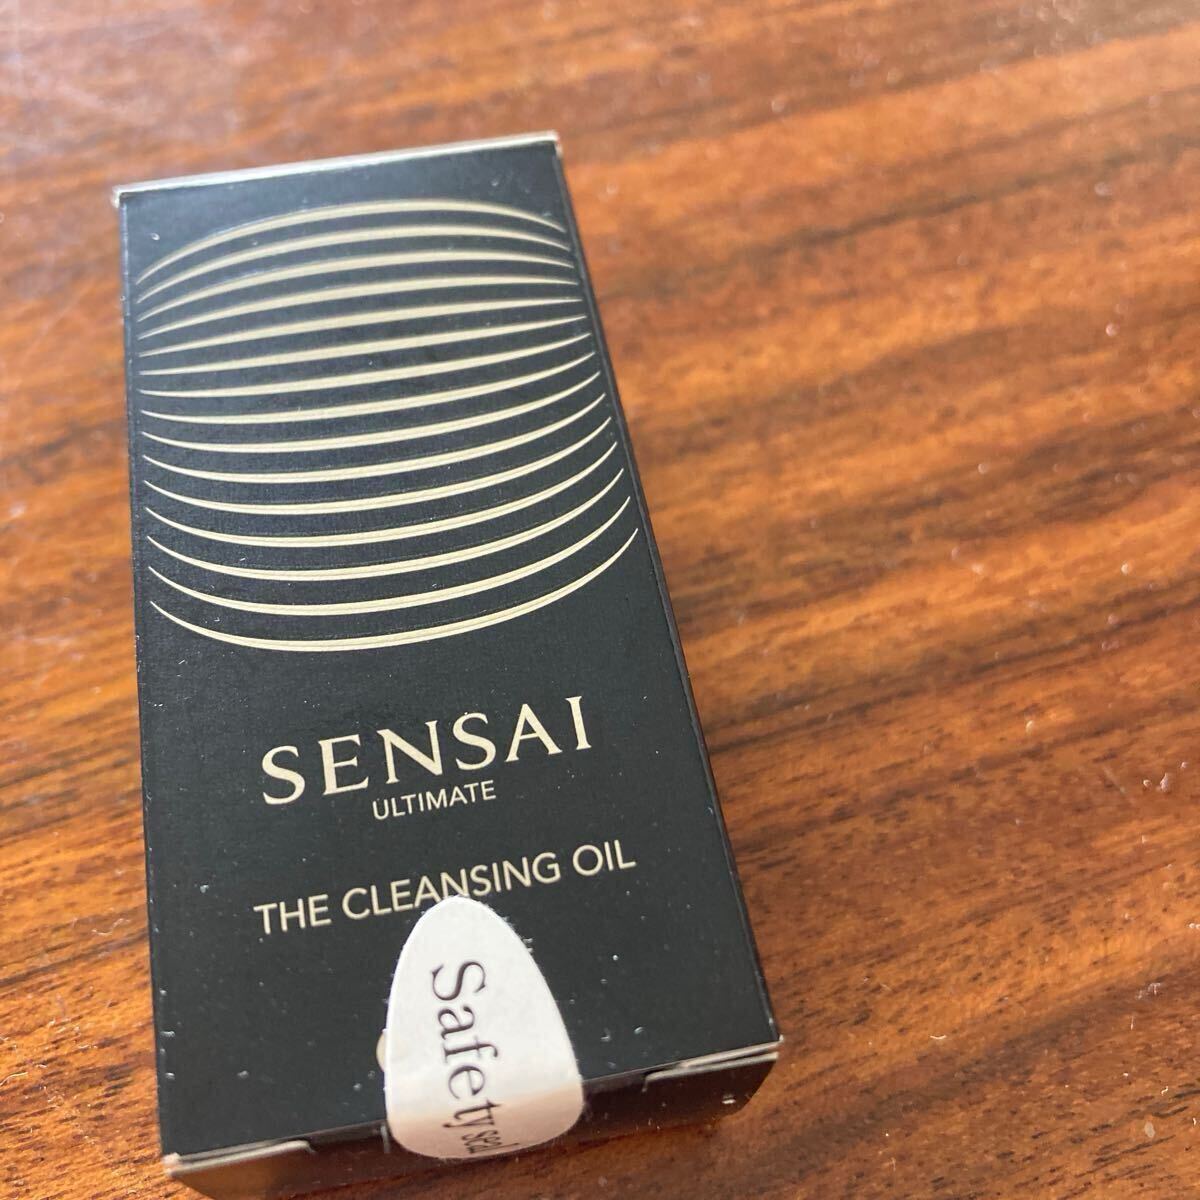 SENSAI
ULTIMATE
THE CLEANSING OIL
Safety seal